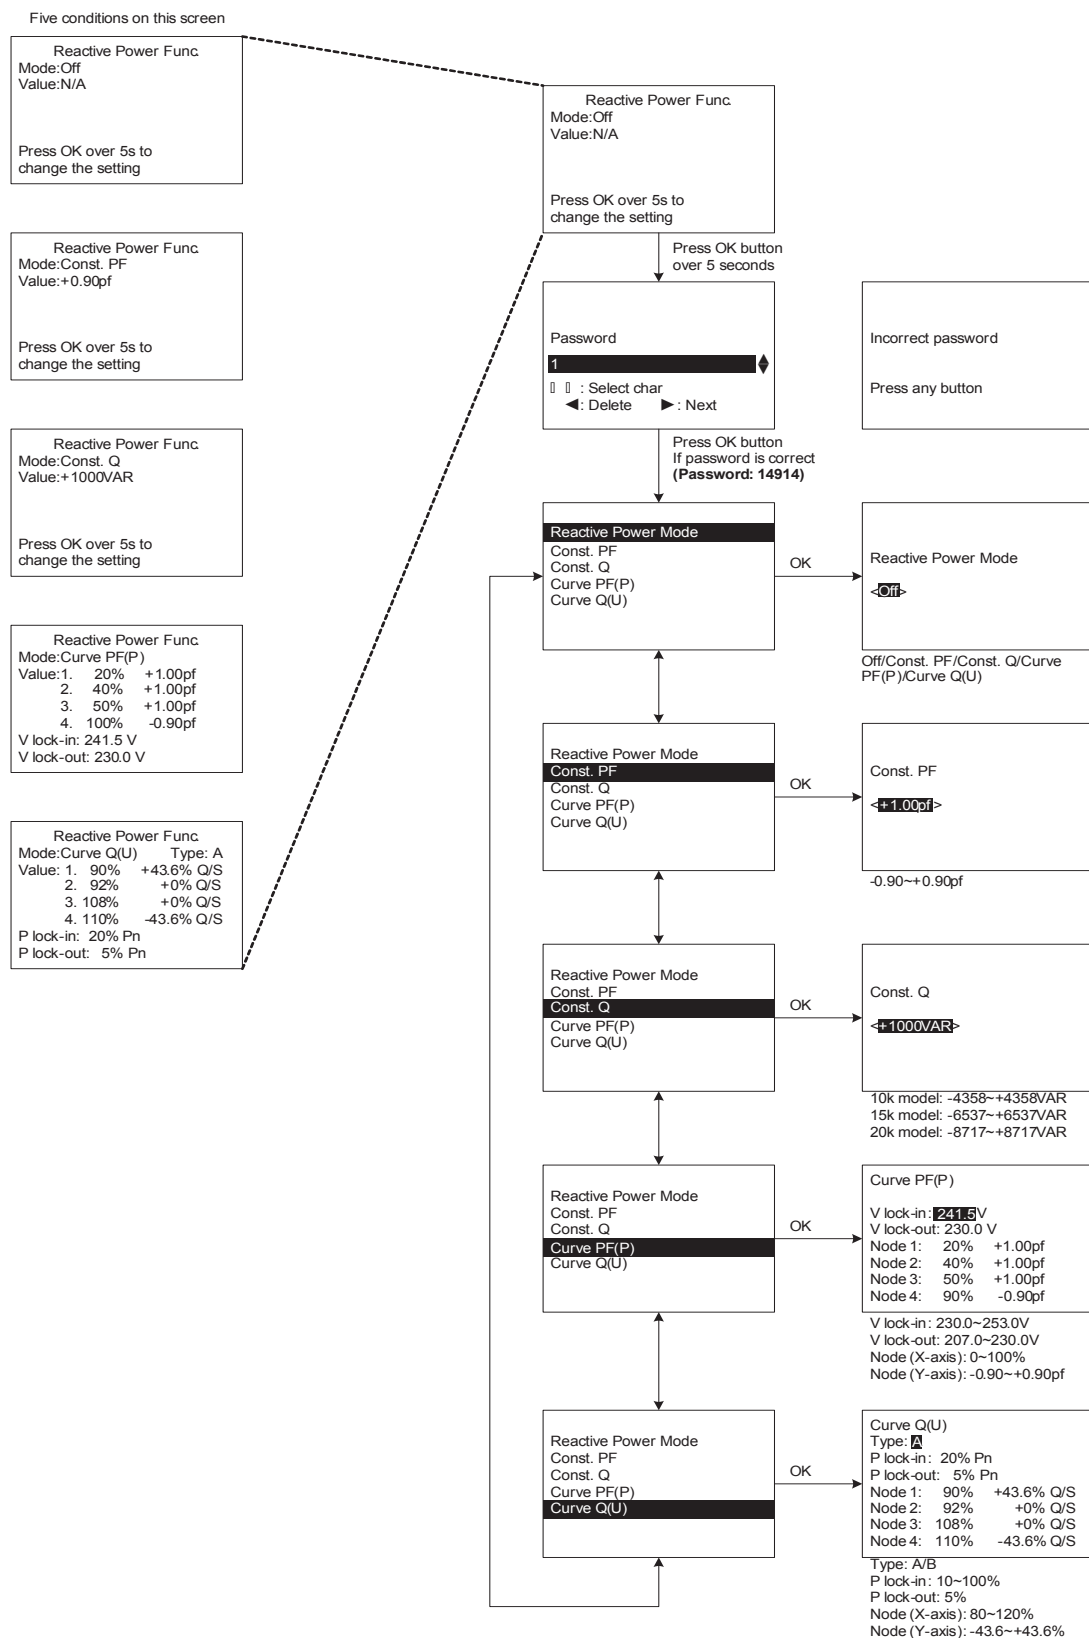 Five conditions on this screen
Reactive Power Func.
Mode:Off
Value:N/A
Press OK over 5s to
change the setting
Reactive Power Func.
Mode:Const. PF
Value:+0.90pf
Press OK over 5s to
change the setting
Reactive Power Func.
Mode:Const. Q
Value:+1000VAR
Press OK over 5s to
change the setting
Reactive Power Func.
Mode:Curve PF(P)
Value:1. 20% +1.00pf
2. 40% +1.00pf
3. 50% +1.00pf
4. 100% -0.90pf
V lock-in: 241.5 V
V lock-out: 230.0 V
Reactive Power Func.
Mode:Curve Q(U) Type: A
Value: 1. 90% +43.6% Q/S
2. 92% +0% Q/S
3. 108% +0% Q/S
4. 110% -43.6% Q/S
P lock-in: 20% Pn
P lock-out: 5% Pn
Reactive Power Func.
Mode:Off
Value:N/A
Press OK over 5s to
change the setting
Press OK button
over 5 seconds
Password
1
: Select char
◄: Delete ►: Next
Incorrect password
Press any button
Press OK button
If password is correct
(Password: 14914)
Reactive Power Mode
Const. PF
Const. Q
Curve PF(P)
Curve Q(U)
OK
Reactive Power Mode
<Off>
Off/Const. PF/Const. Q/Curve
PF(P)/Curve Q(U)
Reactive Power Mode
Const. PF
Const. Q
Curve PF(P)
Curve Q(U)
OK
Const. PF
<+1.00pf>
-0.90~+0.90pf
Reactive Power Mode
Const. PF
Const. Q
Curve PF(P)
Curve Q(U)
OK
Const. Q
<+1000VAR>
10k model: -4358~+4358VAR
15k model: -6537~+6537VAR
20k model: -8717~+8717VAR
Reactive Power Mode
Const. PF
Const. Q
Curve PF(P)
Curve Q(U)
OK
Curve PF(P)
V lock-in: 241.5V
V lock-out: 230.0 V
Node 1: 20% +1.00pf
Node 2: 40% +1.00pf
Node 3: 50% +1.00pf
Node 4: 90% -0.90pf
V lock-in: 230.0~253.0V
V lock-out: 207.0~230.0V
Node (X-axis): 0~100%
Node (Y-axis): -0.90~+0.90pf
Reactive Power Mode
Const. PF
Const. Q
Curve PF(P)
Curve Q(U)
OK
Curve Q(U)
Type: A
P lock-in: 20% Pn
P lock-out: 5% Pn
Node 1: 90% +43.6% Q/S
Node 2: 92% +0% Q/S
Node 3: 108% +0% Q/S
Node 4: 110% -43.6% Q/S
Type: A/B
P lock-in: 10~100%
P lock-out: 5%
Node (X-axis): 80~120%
Node (Y-axis): -43.6~+43.6%